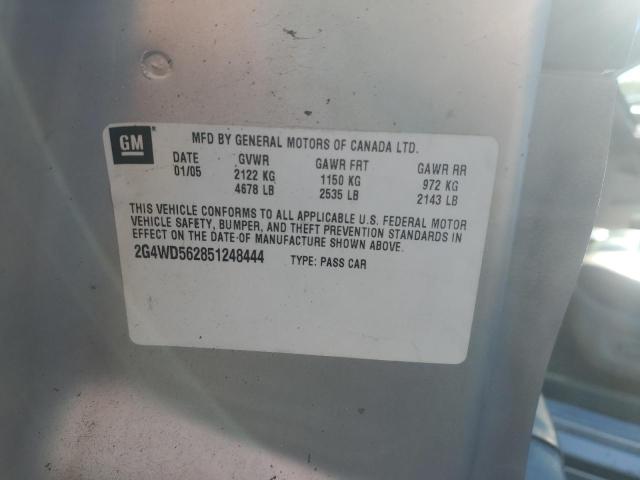 GM
MFD BY GENERAL MOTORS OF CANADA LTD.
DATE GVWR GAWR FRT GAWR RR
01/05 2122 KG 1150 KG 972 KG
4678 LB 2535 LB 2143 LB
THIS VEHICLE CONFORMS TO ALL APPLICABLE U.S. FEDERAL MOTOR
VEHICLE SAFETY, BUMPER, AND THEFT PREVENTION STANDARDS IN
EFFECT ON THE DATE OF MANUFACTURE SHOWN ABOVE.
2G4WD562851248444 TYPE: PASS CAR